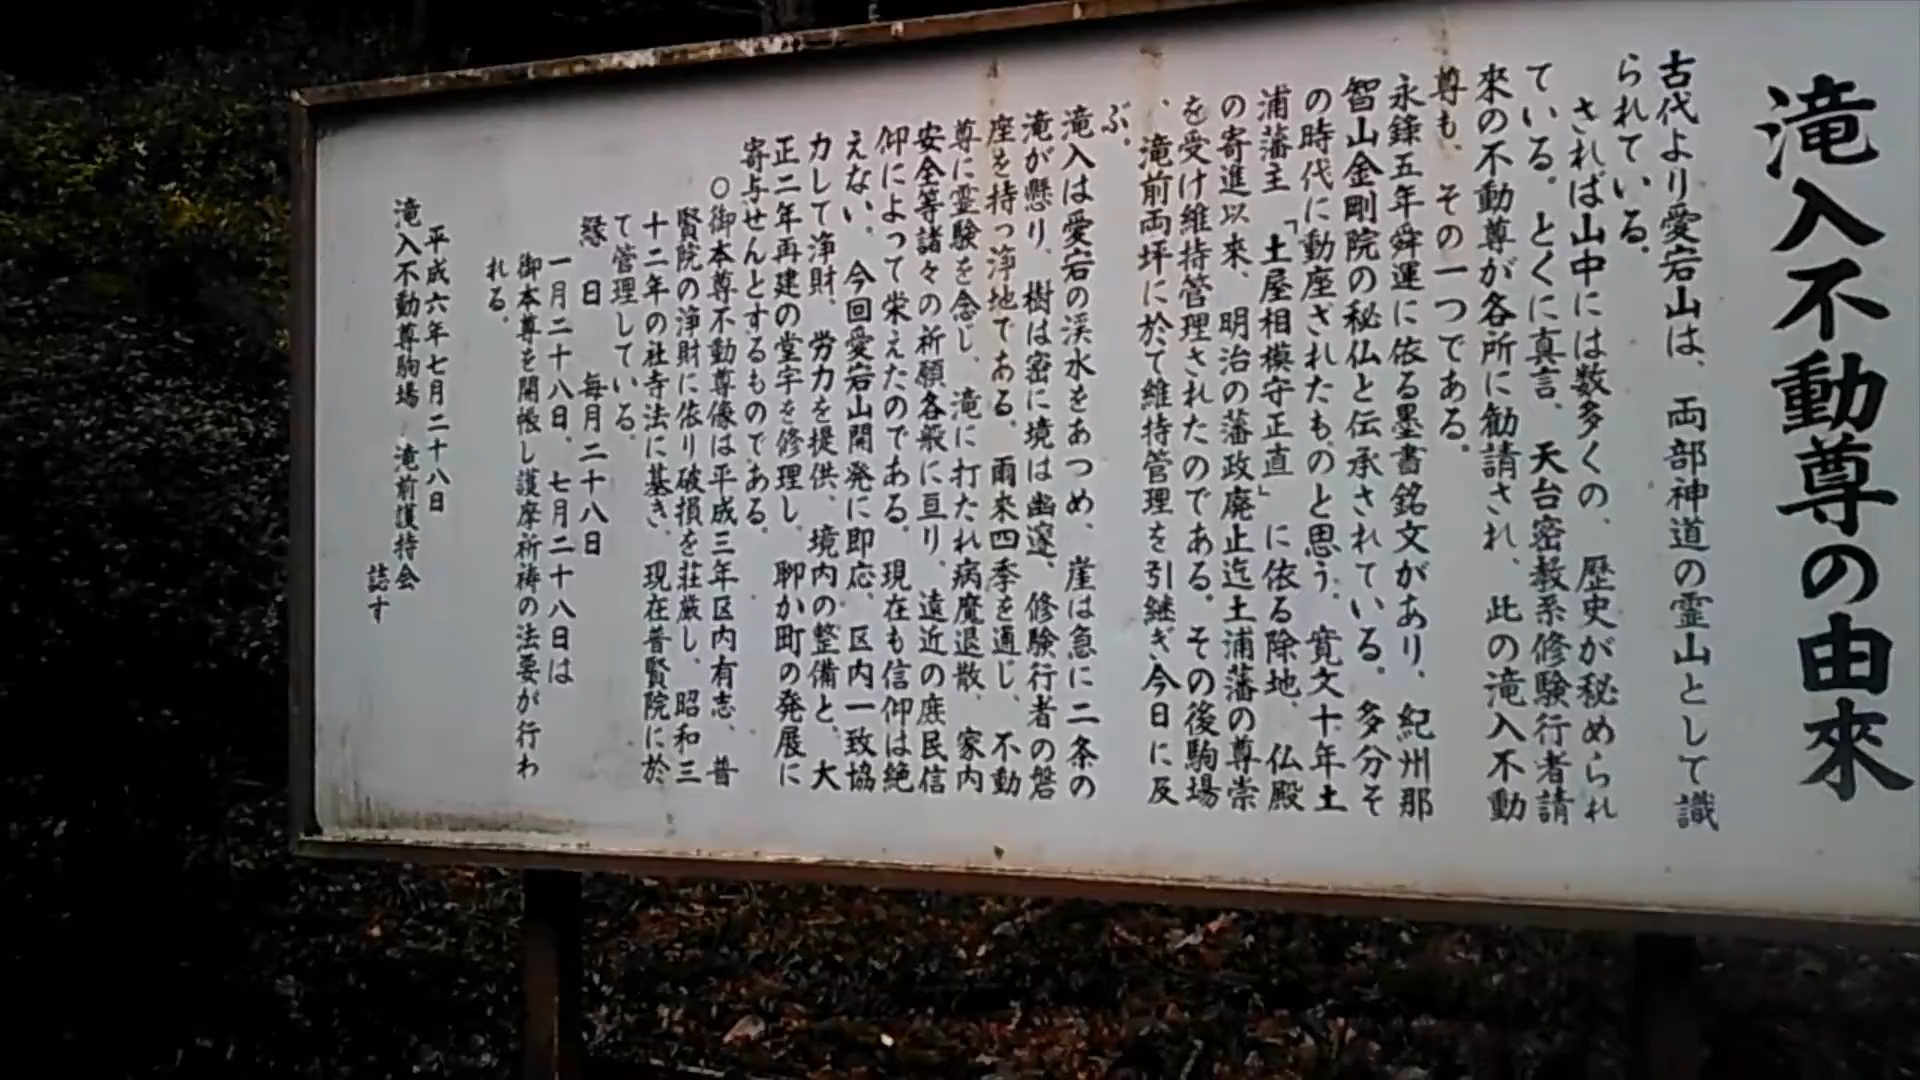 滝入不動尊の由來
古代より愛宕山は、両部神道の霊山として識
られている。
されば山中には数多くの、歴史が秘められ
ている。とくに真言、天台密教系修験行者請
來の不動尊が各所に勧請され、此の滝入不動
尊も、その一つである。
永錄五年舜運に依る墨書銘文があり、紀州那
智山金剛院の秘仏と伝承されている。多分そ
の時代に動座されたものと思う。寛文十年土
浦藩主「土屋相模守正直」に依る除地、仏殿
の寄進以来、明治の藩政廃止迄土浦藩の尊崇
を受け維持管理されたのである。その後駒場
、滝前両坪に於て維持管理を引継ぎ今日に及
ぶ。
滝入は愛宕の渓水をあつめ、崖は急に二条の
滝が懸り、樹は密に境は幽邃、修験行者の磐
座を持つ浄地である。雨来四季を通じ、不動
尊に霊験を念じ、滝に打たれ病魔退散、家内
安全等諸々の祈願各般に亘り、遠近の庶民信
仰によって栄えたのである。現在も信仰は絶
えない。今回愛宕山開発に即応、区内一致協
力して浄財、労力を提供、境内の整備と、大
正二年再建の堂宇を修理し、聊か町の発展に
寄与せんとするものである。
○御本尊不動尊像は平成三年区内有志、普
賢院の浄財に依り破損を荘厳し、昭和三
十二年の社寺法に基き、現在普賢院に於
て管理している。
縁日 毎月二十八日
一月二十八日、七月二十八日は
御本尊を開帳し護摩祈祷の法要が行わ
れる。
平成六年七月二十八日
滝入不動尊駒場 滝前護持会
誌す